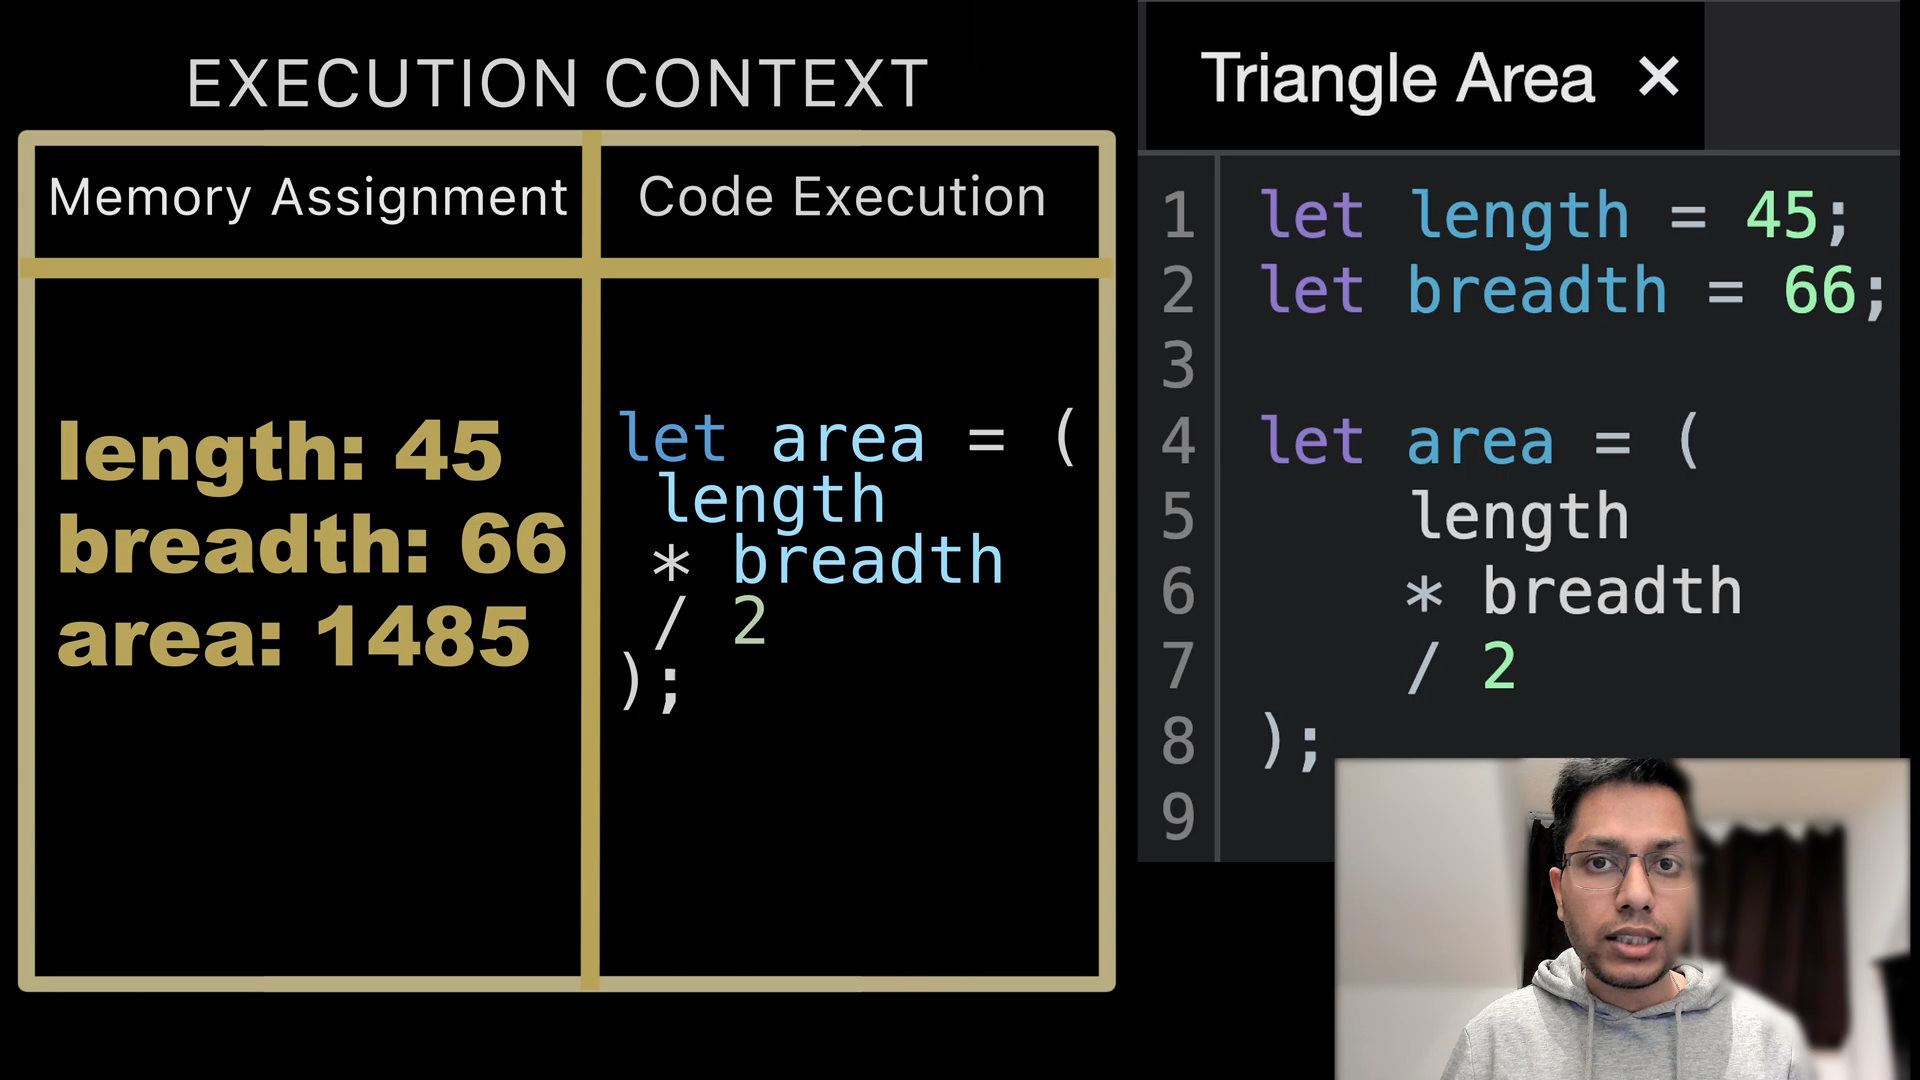 EXECUTION CONTEXT
Memory Assignment
Code Execution
length: 45
breadth: 66
area: 1485
let area = (
length
* breadth
/ 2
);
Triangle Area ×
1 let length = 45;
2 let breadth = 66;
3
4 let area = (
5 length
6 * breadth
7 / 2
8 );
9